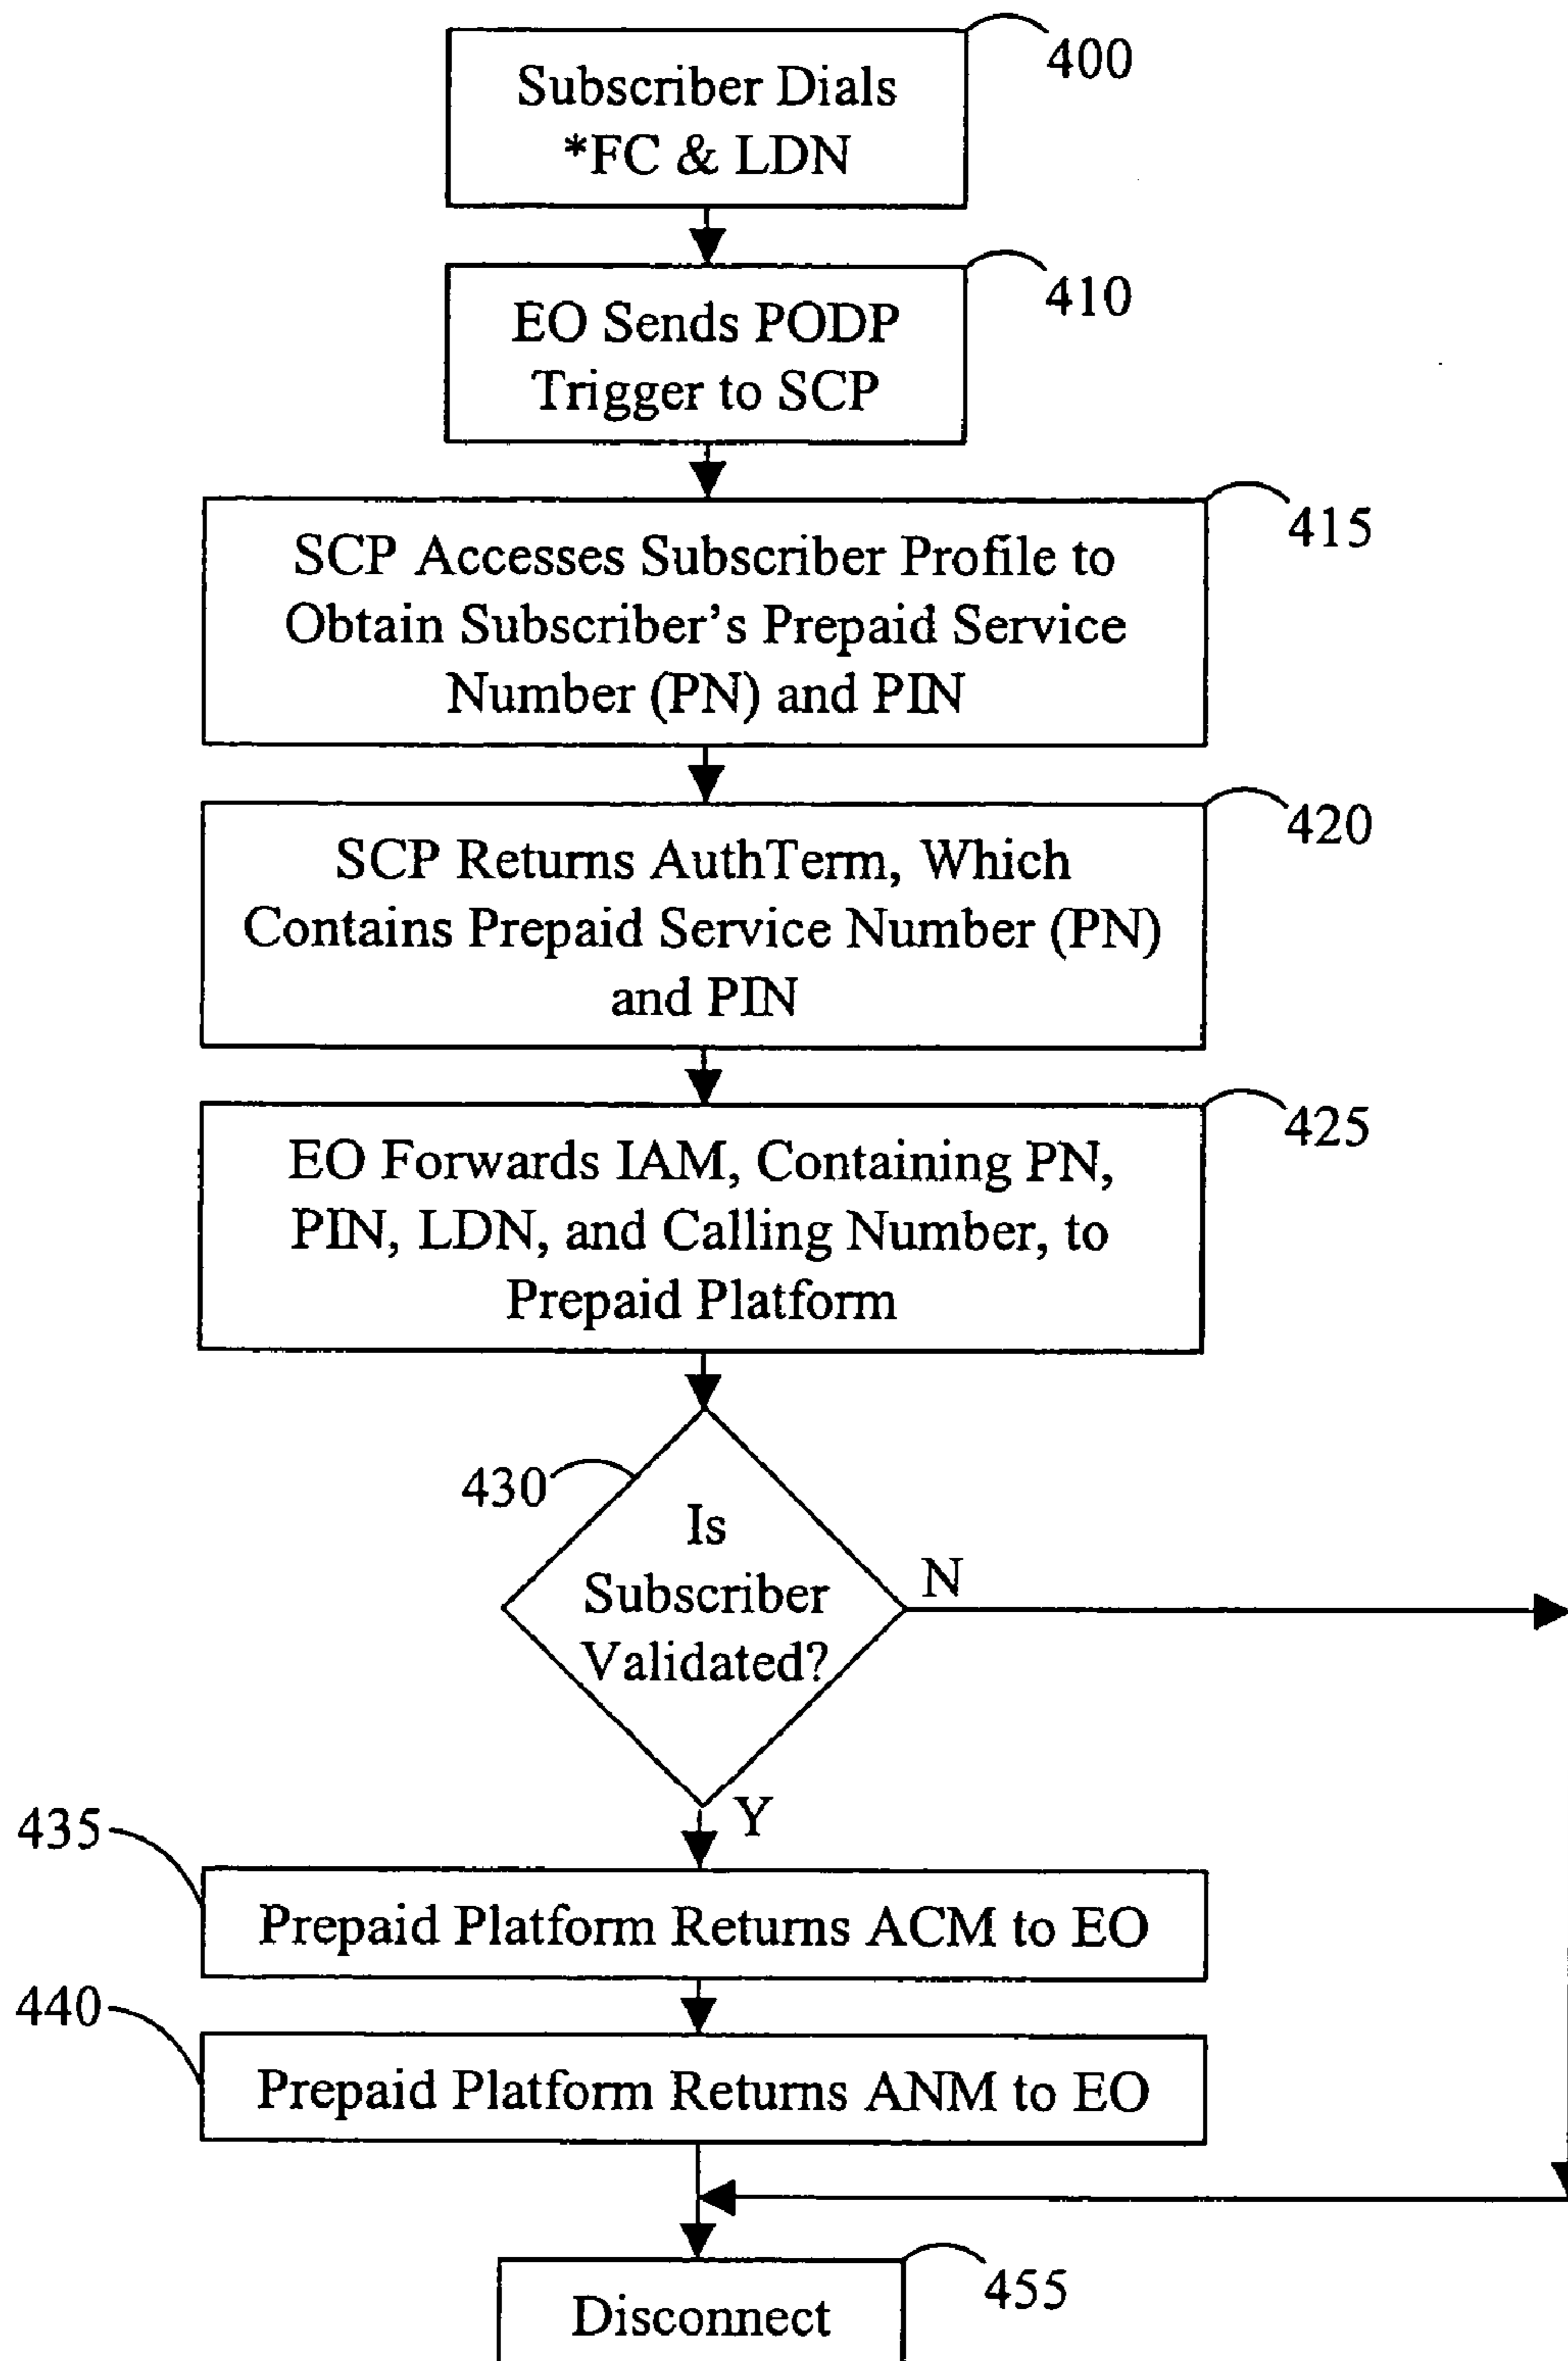 400
Subscriber Dials
*FC & LDN
410
EO Sends PODP
Trigger to SCP
415
SCP Accesses Subscriber Profile to
Obtain Subscriber's Prepaid Service
Number (PN) and PIN
420
SCP Returns AuthTerm, Which
Contains Prepaid Service Number (PN)
and PIN
425
EO Forwards IAM, Containing PN,
PIN, LDN, and Calling Number, to
Prepaid Platform
430
Is
Subscriber
Validated?
N
Y
435
Prepaid Platform Returns ACM to EO
440
Prepaid Platform Returns ANM to EO
455
Disconnect